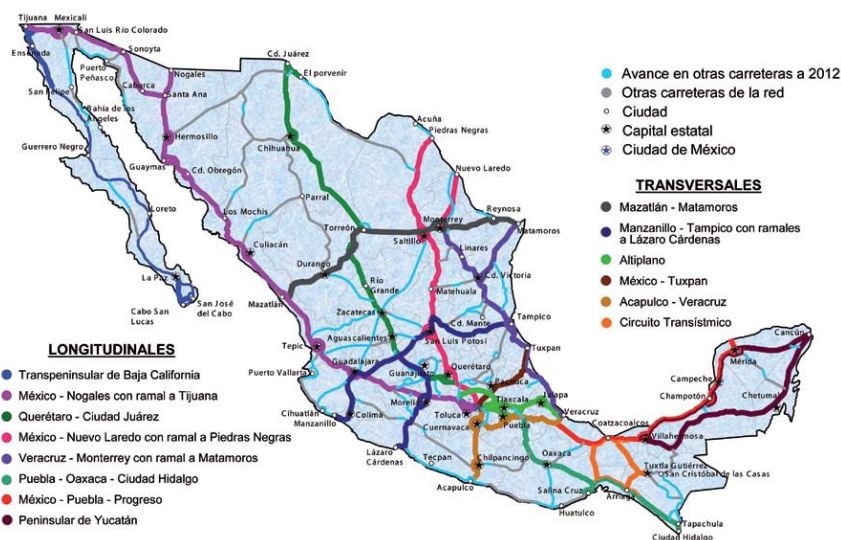 Tijuana Mexicali
San Luis Río Colorado
Ensenada
Sonoyta
Puerto
Peñasco
Nogales
Cd. Juárez
El porvenir
San Felipe
Caborca
Santa Ana
Bahía de los
Ángeles
Acuña
Piedras Negras
Guerrero Negro
Hermosillo
Chihuahua
Guaymas
Cd. Obregón
Nuevo Laredo
Loreto
Los Mochis
Parral
Monterrey
Reynosa
Torreón
Saltillo
Matamoros
Culiacán
Durango
Linares
La Paz
Río
Grande
Cd. Victoria
Cabo San
Lucas
San José
del Cabo
Mazatlán
Matehuala
Zacatecas
Cd. Mante
Tampico
Aguascalientes
San Luis Potosí
Tepic
Tuxpan
Guadalajara
Puerto Vallarta
Guanajuato
Querétaro
Pachuca
Cancún
Mérida
Morelia
Tlaxcala
Jalapa
Campeche
Cihuatlán
Manzanillo
Colima
Toluca
Veracruz
Champotón
Chetumal
Cuernavaca
Puebla
Coatzacoalcos
Villahermosa
Lázaro
Cárdenas
Tecpan
Chilpancingo
Oaxaca
Tuxtla Gutiérrez
San Cristóbal de las Casas
Acapulco
Salina Cruz
Arriaga
Huatulco
Tapachula
Ciudad Hidalgo
Avance en otras carreteras a 2012
Otras carreteras de la red
Ciudad
Capital estatal
Ciudad de México
TRANSVERSALES
Mazatlán - Matamoros
Manzanillo - Tampico con ramales
a Lázaro Cárdenas
Altiplano
México - Tuxpan
Acapulco - Veracruz
Circuito Transístmico
LONGITUDINALES
Transpeninsular de Baja California
México - Nogales con ramal a Tijuana
Querétaro - Ciudad Juárez
México - Nuevo Laredo con ramal a Piedras Negras
Veracruz - Monterrey con ramal a Matamoros
Puebla - Oaxaca - Ciudad Hidalgo
México - Puebla - Progreso
Peninsular de Yucatán